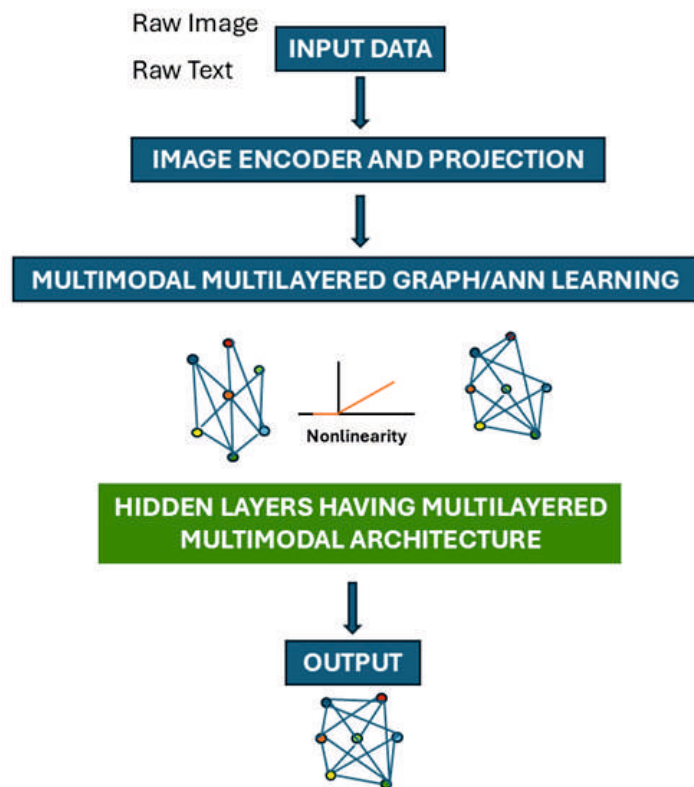 Raw Image
INPUT DATA
Raw Text
IMAGE ENCODER AND PROJECTION
MULTIMODAL MULTILAYERED GRAPH/ANN LEARNING
Nonlinearity
HIDDEN LAYERS HAVING MULTILAYERED
MULTIMODAL ARCHITECTURE
OUTPUT